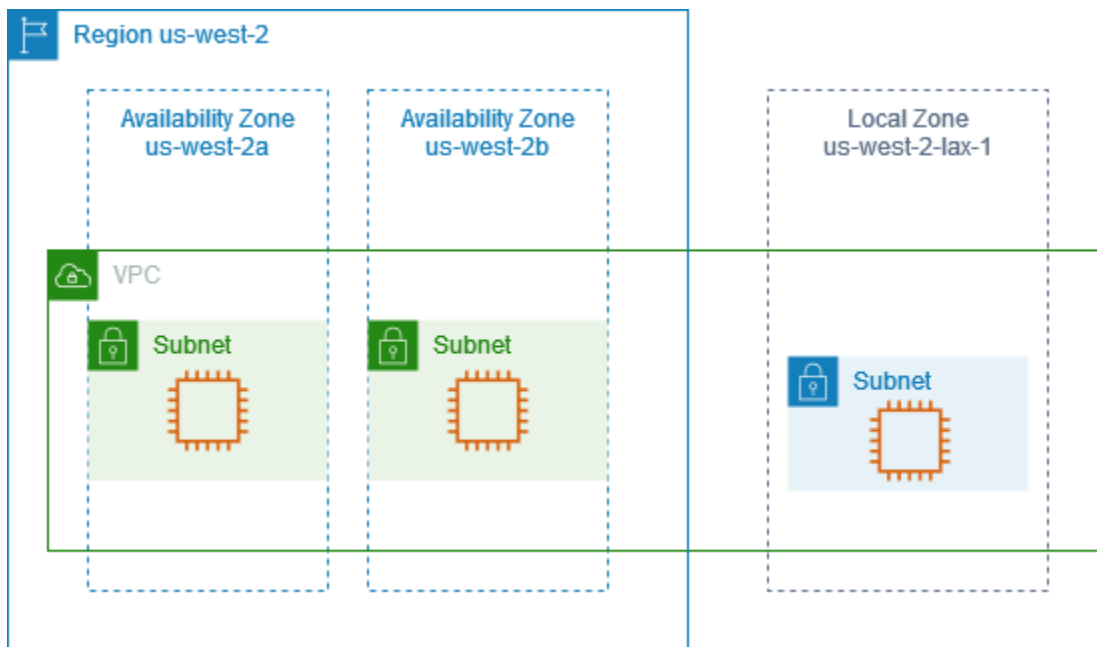 Region us-west-2
Availability Zone
us-west-2a
Availability Zone
us-west-2b
Local Zone
us-west-2-lax-1
VPC
Subnet
Subnet
Subnet